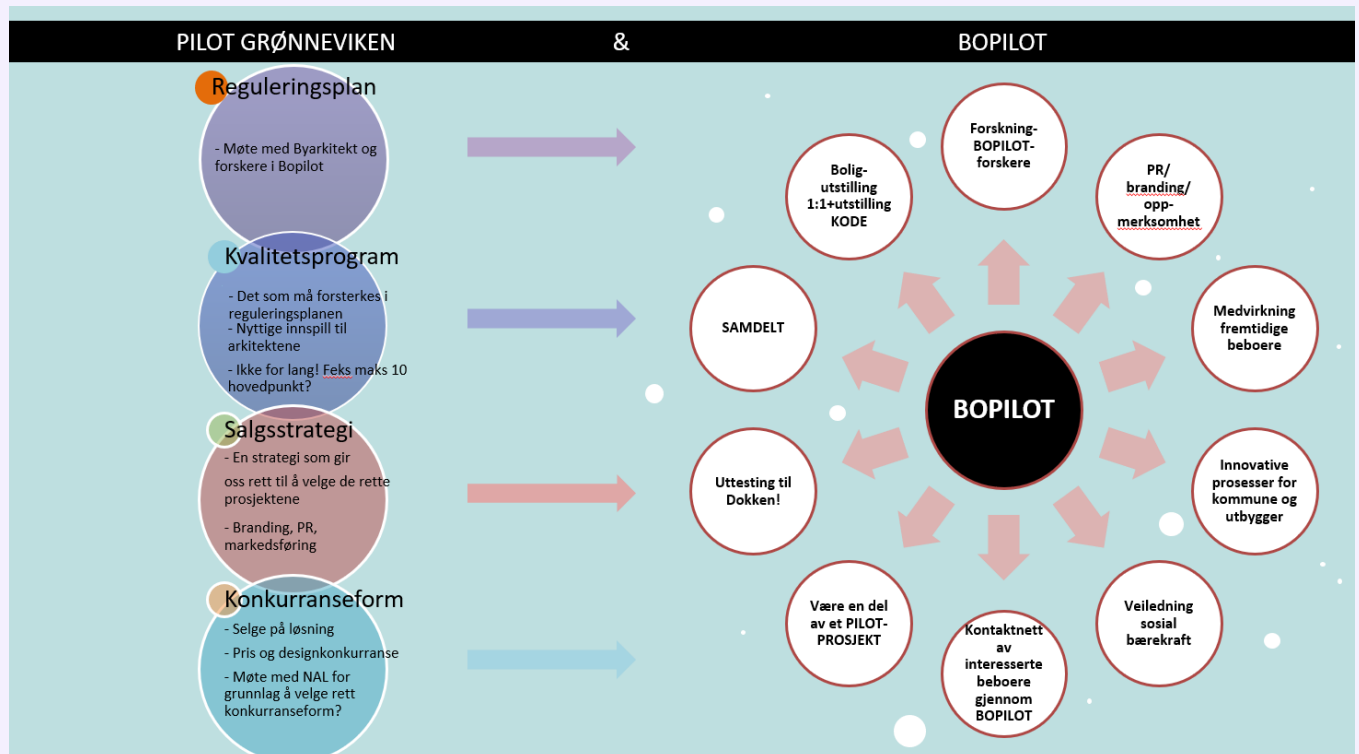 PILOT GRØNNEVIKEN
&
BOPILOT
Reguleringsplan
- Møte med Byarkitekt og
forskere i Bopilot
Kvalitetsprogram
- Det som må forsterkes i
reguleringsplanen
- Nyttige innspill til
arkitektene
- Ikke for lang! Feks maks 10
hovedpunkt?
Salgsstrategi
- En strategi som gir
oss rett til å velge de rette
prosjektene
- Branding, PR,
markedsføring
Konkurranseform
- Selge på løsning
- Pris og designkonkurranse
- Møte med NAL for
grunnlag å velge rett
konkurranseform?
BOPILOT
Forskning-
BOPILOT-
forskere
PR/
branding/
opp-
merksomhet
Medvirkning
fremtidige
beboere
Innovative
prosesser for
kommune og
utbygger
Veiledning
sosial
bærekraft
Kontaktnett
av
interesserte
beboere
gjennom
BOPILOT
Være en del
av et PILOT-
PROSJEKT
Uttesting til
Dokken!
SAMDELT
Bolig-
utstilling
1:1+utstilling
KODE